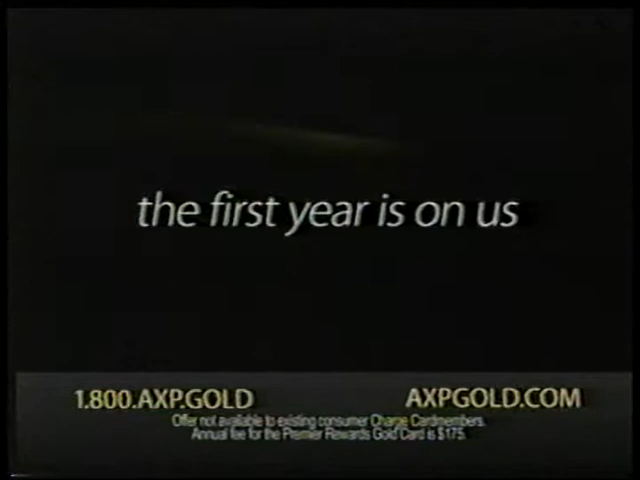 the first year is on us
1.800.AXP.GOLD
AXPGOLD.COM
Offer not available to existing consumer Charge Cardmembers.
Annual fee for the Premier Rewards Gold Card is $175.